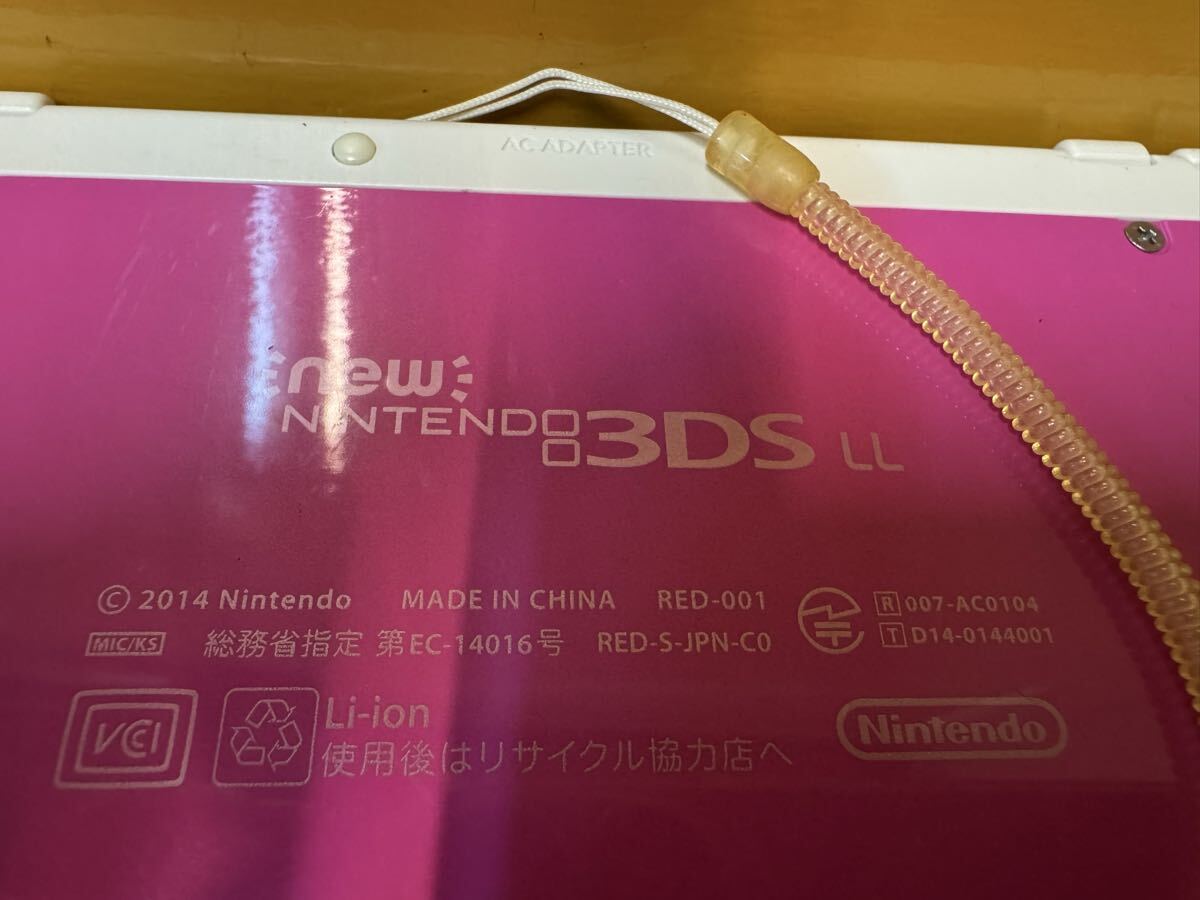 AC ADAPTER
new
NINTENDO 3DS LL
© 2014 Nintendo MADE IN CHINA RED-001
R 007-AC0104
MIC/KS 総務省指定 第EC-14016号 RED-S-JPN-C0
T D14-0144001
VCI
Li-ion
使用後はリサイクル協力店へ
Nintendo